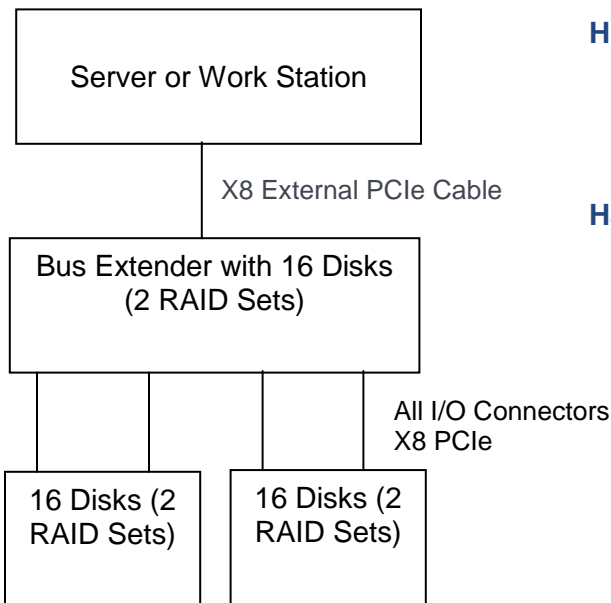 Server or Work Station
X8 External PCIe Cable
Bus Extender with 16 Disks
(2 RAID Sets)
All I/O Connectors
X8 PCIe
16 Disks (2
RAID Sets)
16 Disks (2
RAID Sets)